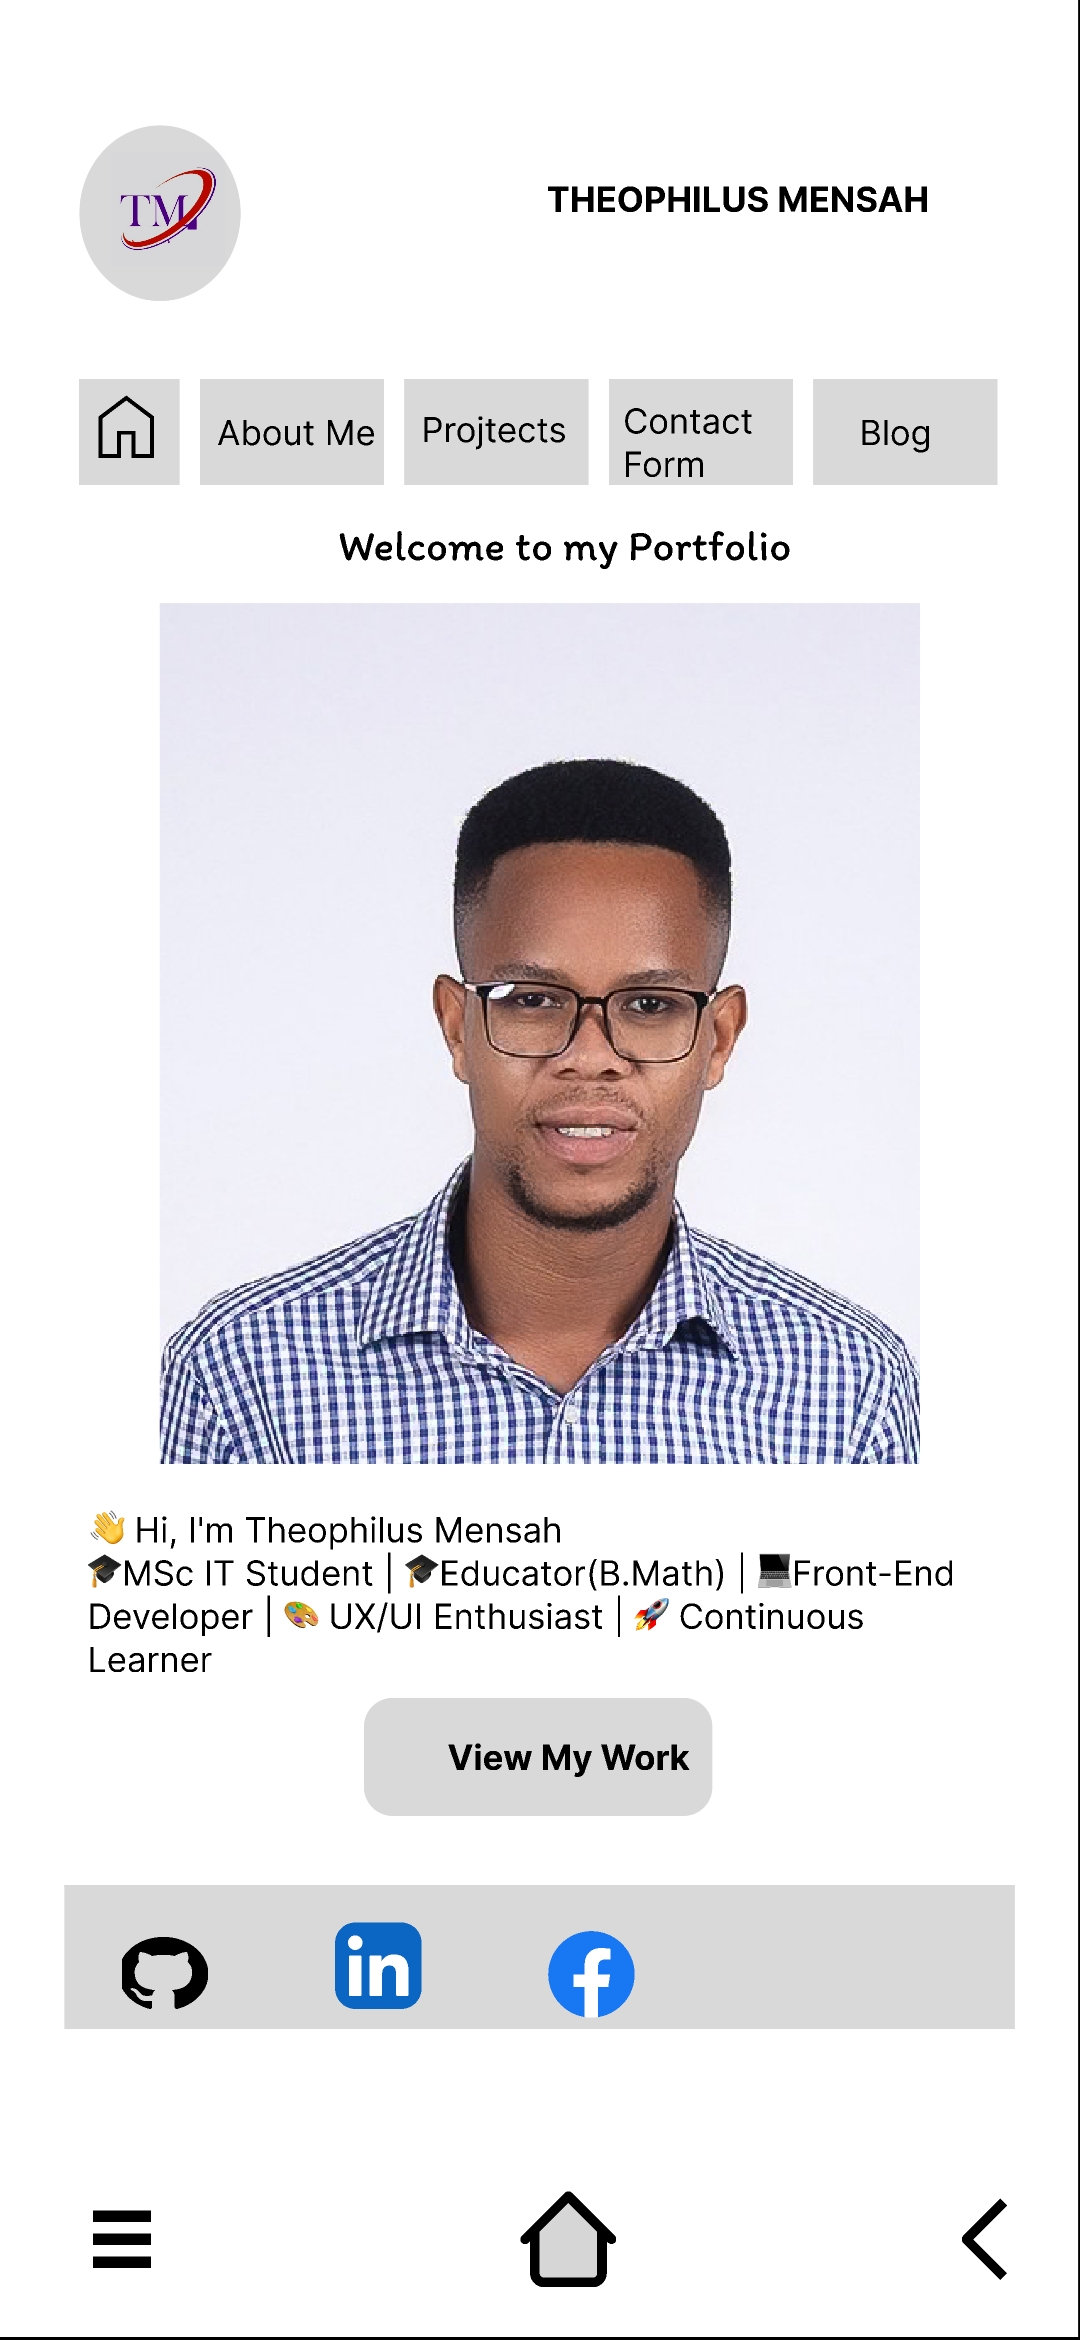 TM
THEOPHILUS MENSAH
About Me
Projtects
Contact
Form
Blog
Welcome to my Portfolio
👋 Hi, I'm Theophilus Mensah
🎓MSc IT Student | 🎓Educator(B.Math) | 💻Front-End
Developer | 🎨 UX/UI Enthusiast | 🚀 Continuous
Learner
View My Work
in
f